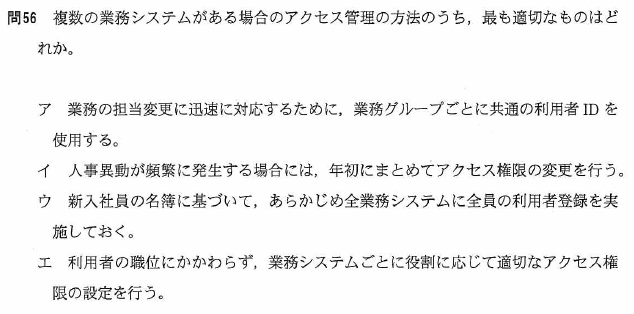 問56 複数の業務システムがある場合のアクセス管理の方法のうち，最も適切なものはど
れか。
ア 業務の担当変更に迅速に対応するために，業務グループごとに共通の利用者 ID を
使用する。
イ 人事異動が頻繁に発生する場合には，年初にまとめてアクセス権限の変更を行う。
ウ 新入社員の名簿に基づいて，あらかじめ全業務システムに全員の利用者登録を実
施しておく。
エ 利用者の職位にかかわらず，業務システムごとに役割に応じて適切なアクセス権
限の設定を行う。